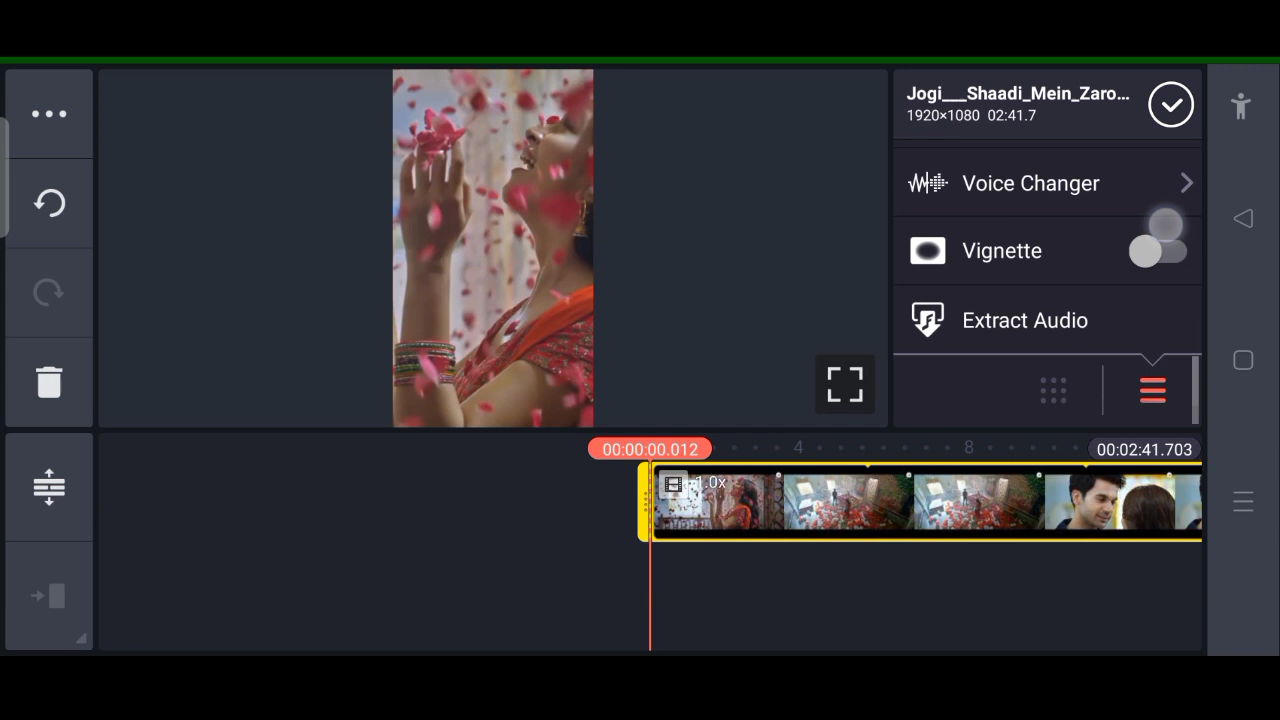 Jogi___Shaadi_Mein_Zaro...
1920×1080 02:41.7
Voice Changer
Vignette
Extract Audio
00:00:00.012
4
8
00:02:41.703
1.0x